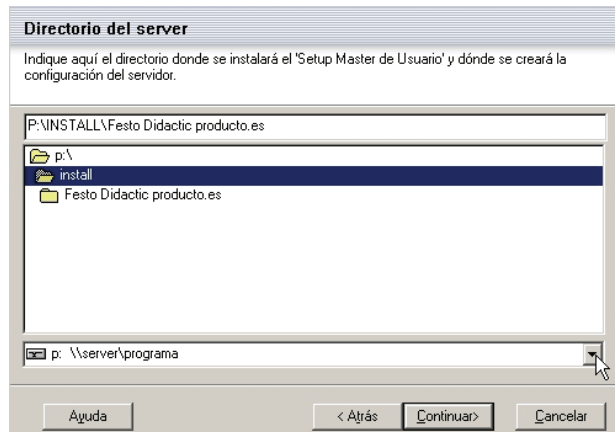 Directorio del server
Indique aquí el directorio donde se instalará el 'Setup Master de Usuario' y dónde se creará la
configuración del servidor.
P:\INSTALL\Festo Didactic producto.es
p:\
install
Festo Didactic producto.es
p: \\server\programa
Ayuda
< Atrás
Continuar>
Cancelar